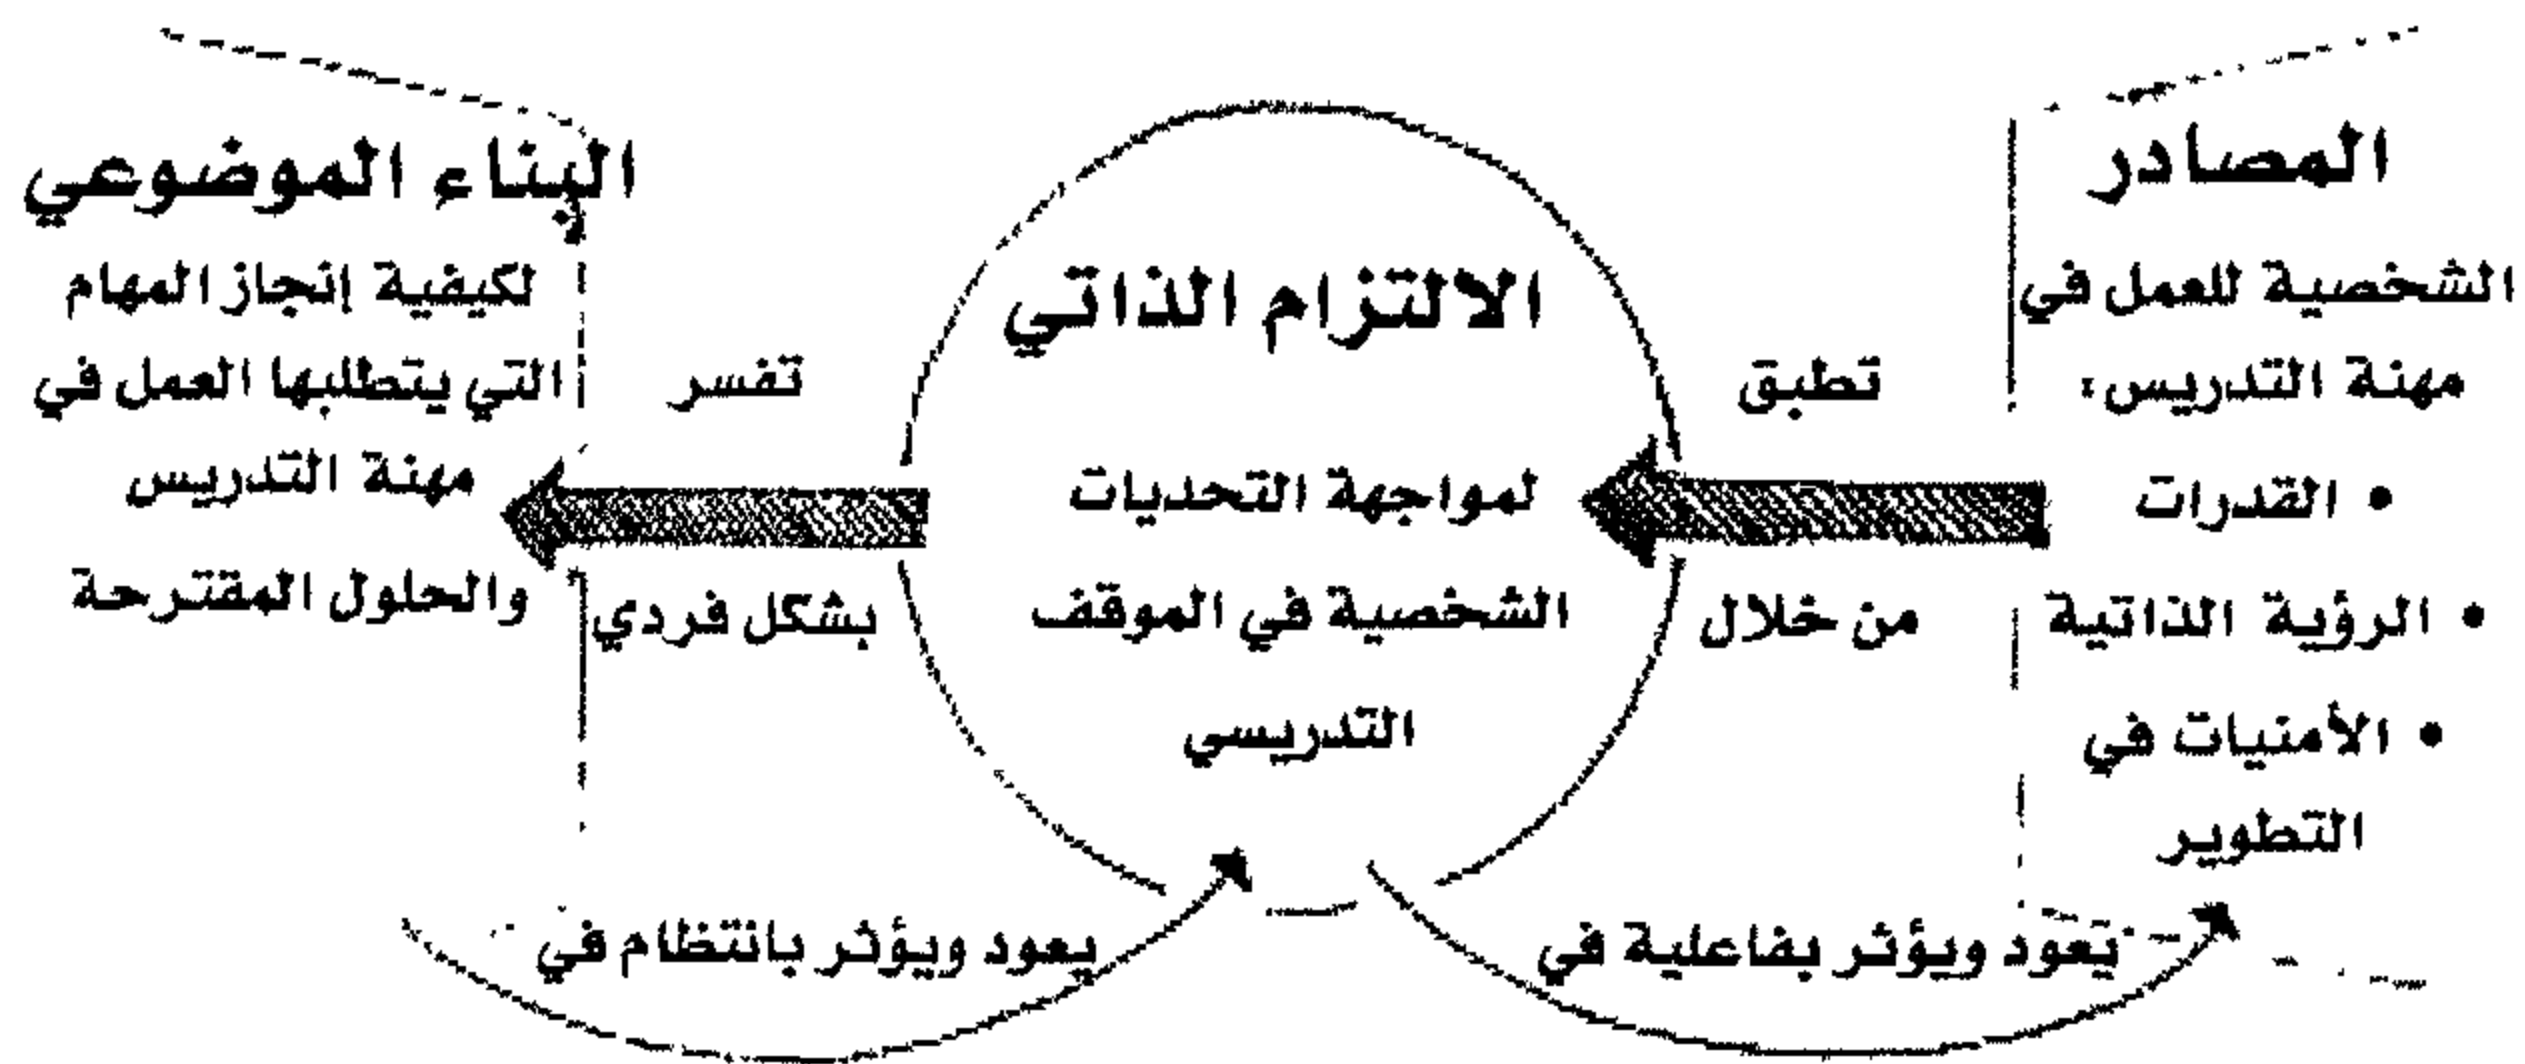 المصادر
الشخصية للعمل في
مهنة التدريس:
• القدرات
• الرؤية الذاتية
• الأمنيات في
التطوير
تطبق
من خلال
الالتزام الذاتي
لمواجهة التحديات
الشخصية في الموقف
التدريسي
تفسر
بشكل فردي
البناء الموضوعي
لكيفية إنجاز المهام
التي يتطلبها العمل في
مهنة التدريس
والحلول المقترحة
يعود ويؤثر بفاعلية في
يعود ويؤثر بانتظام في